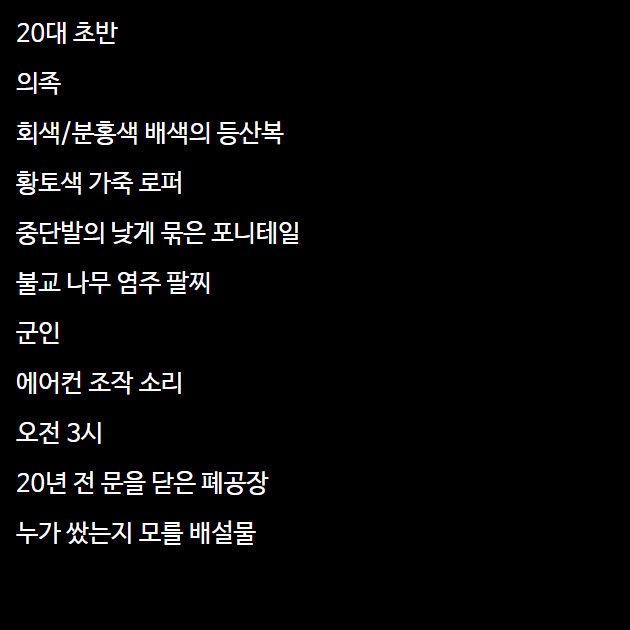 20대 초반
의족
회색/분홍색 배색의 등산복
황토색 가죽 로퍼
중단발의 낮게 묶은 포니테일
불교 나무 염주 팔찌
군인
에어컨 조작 소리
오전 3시
20년 전 문을 닫은 폐공장
누가 쌌는지 모를 배설물